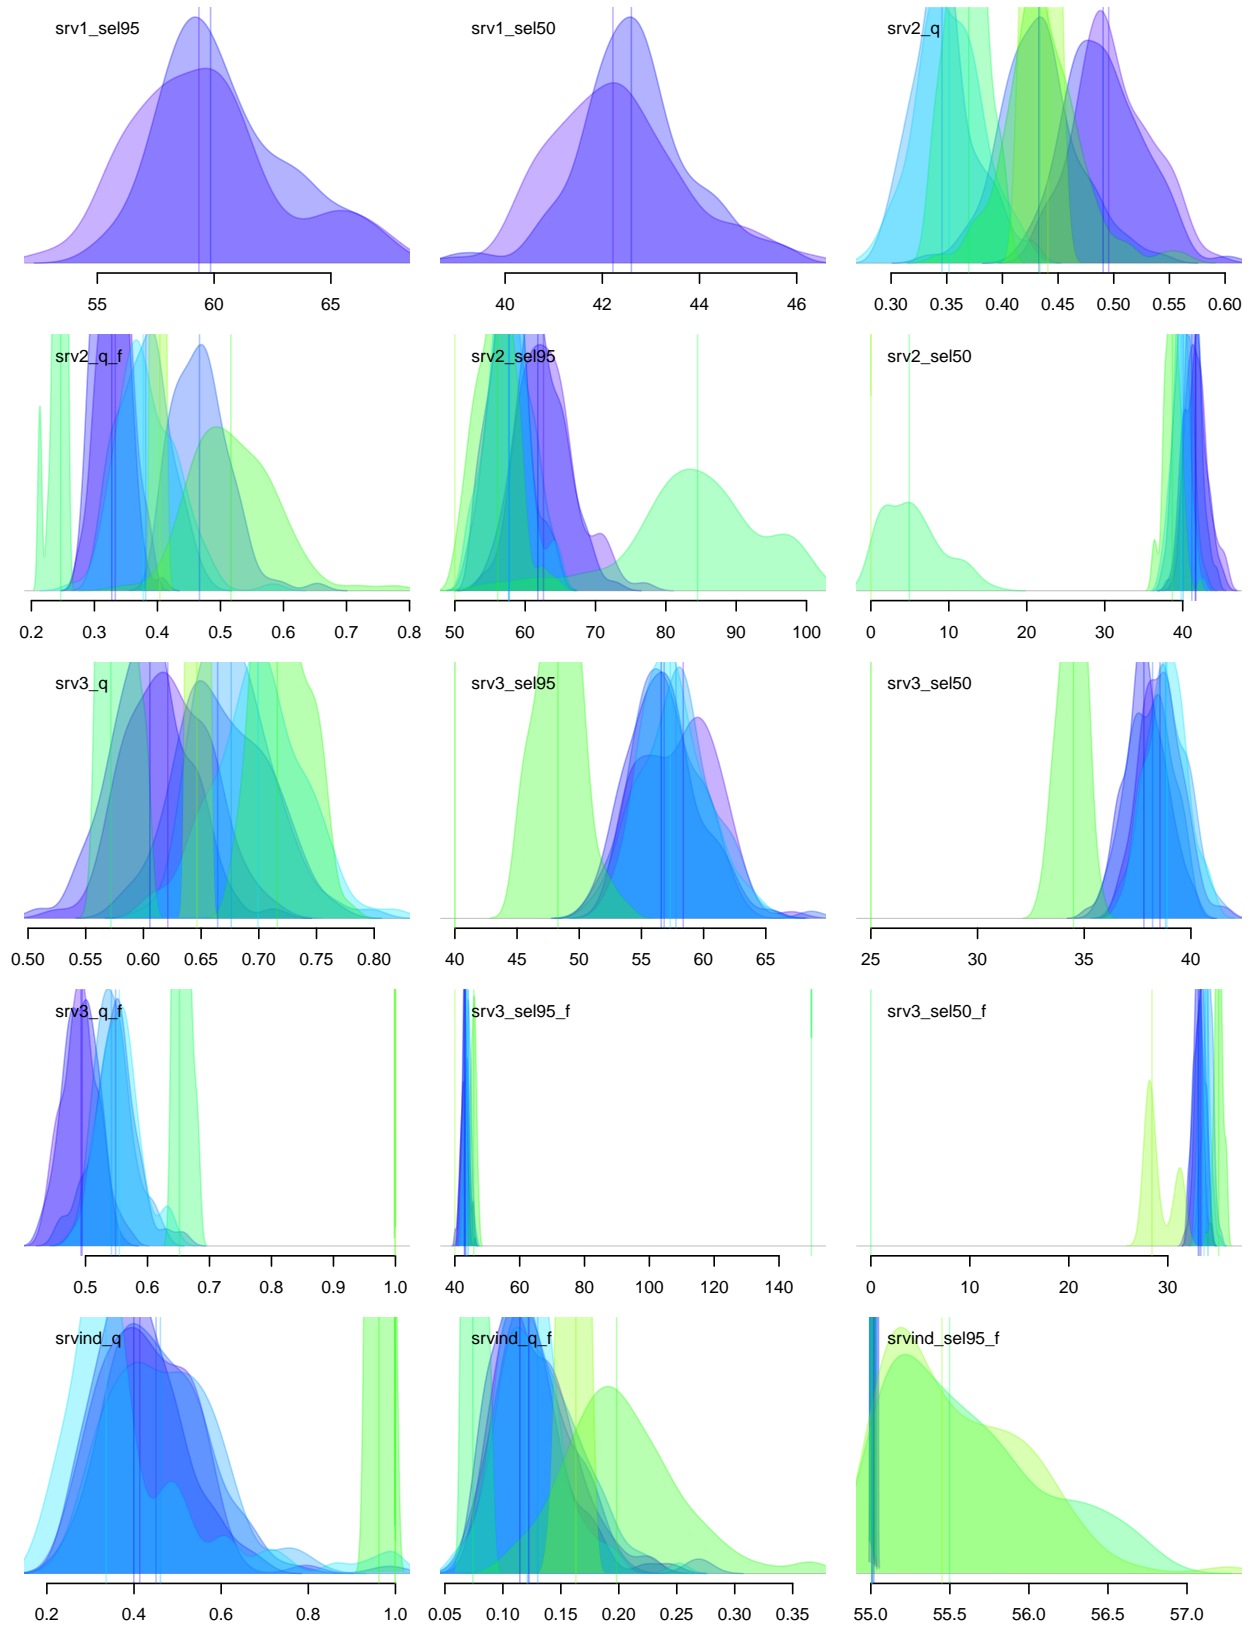 srv1_sel95 srv1_sel50 srv2_q
55 60 65 40 42 44 46 0.30 0.35 0.40 0.45 0.50 0.55 0.60
srv2_q_f srv2_sel95 srv2_sel50
0.2 0.3 0.4 0.5 0.6 0.7 0.8 50 60 70 80 90 100 0 10 20 30 40
srv3_q srv3_sel95 srv3_sel50
0.50 0.55 0.60 0.65 0.70 0.75 0.80 40 45 50 55 60 65 25 30 35 40
srv3_q_f srv3_sel95_f srv3_sel50_f
0.5 0.6 0.7 0.8 0.9 1.0 40 60 80 100 120 140 0 10 20 30
srvind_q srvind_q_f srvind_sel95_f
0.2 0.4 0.6 0.8 1.0 0.05 0.10 0.15 0.20 0.25 0.30 0.35 55.0 55.5 56.0 56.5 57.0